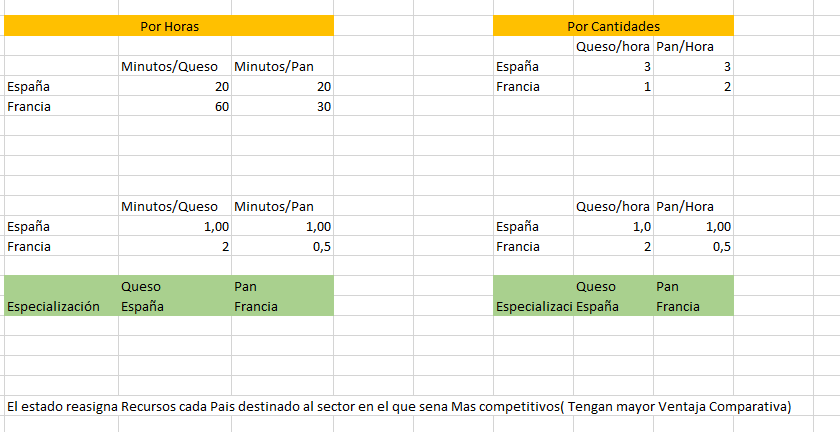 Por Horas Por Cantidades
Queso/hora Pan/Hora
Minutos/Queso Minutos/Pan España 3 3
España 20 20 Francia 1 2
Francia 60 30
Minutos/Queso Minutos/Pan Queso/hora Pan/Hora
España 1,00 1,00 España 1,0 1,00
Francia 2 0,5 Francia 2 0,5
Queso Pan Queso Pan
Especialización España Francia Especializaci España Francia
El estado reasigna Recursos cada Pais destinado al sector en el que sena Mas competitivos( Tengan mayor Ventaja Comparativa)